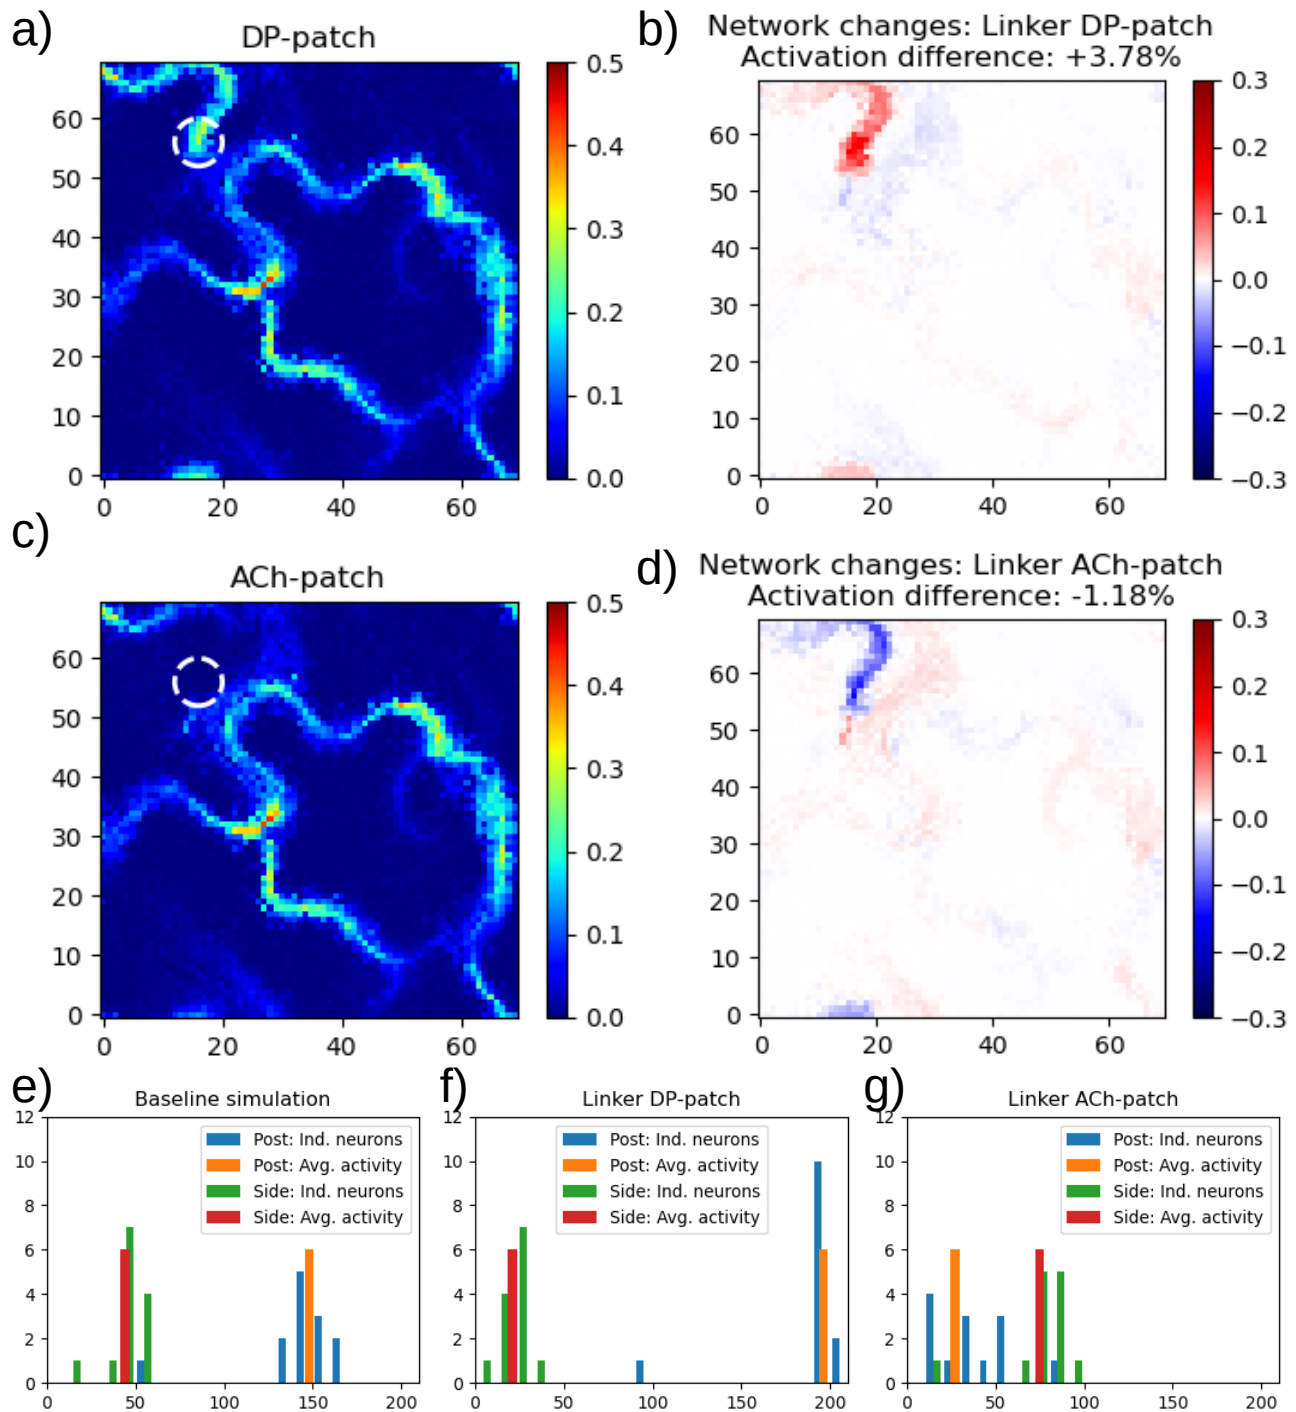 a)
DP-patch
60
50
40
30
20
10
0
0 20 40 60
0.5
0.4
0.3
0.2
0.1
0.0
b)
Network changes: Linker DP-patch
Activation difference: +3.78%
60
50
40
30
20
10
0
0 20 40 60
0.3
0.2
0.1
0.0
−0.1
−0.2
−0.3
c)
ACh-patch
60
50
40
30
20
10
0
0 20 40 60
0.5
0.4
0.3
0.2
0.1
0.0
d)
Network changes: Linker ACh-patch
Activation difference: -1.18%
60
50
40
30
20
10
0
0 20 40 60
0.3
0.2
0.1
0.0
−0.1
−0.2
−0.3
e)
Baseline simulation
12
10
8
6
4
2
0
0 50 100 150 200
Post: Ind. neurons
Post: Avg. activity
Side: Ind. neurons
Side: Avg. activity
f)
Linker DP-patch
12
10
8
6
4
2
0
0 50 100 150 200
Post: Ind. neurons
Post: Avg. activity
Side: Ind. neurons
Side: Avg. activity
g)
Linker ACh-patch
12
10
8
6
4
2
0
0 50 100 150 200
Post: Ind. neurons
Post: Avg. activity
Side: Ind. neurons
Side: Avg. activity